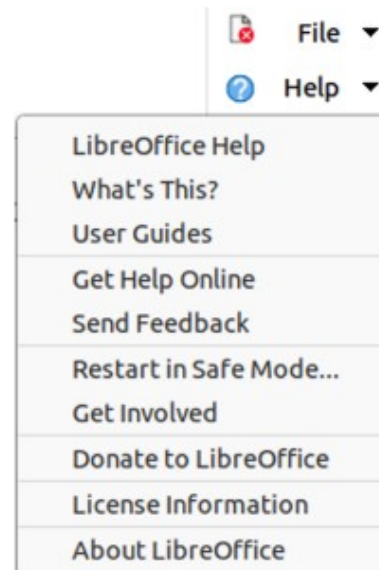 File
Help
LibreOffice Help
What's This?
User Guides
Get Help Online
Send Feedback
Restart in Safe Mode...
Get Involved
Donate to LibreOffice
License Information
About LibreOffice